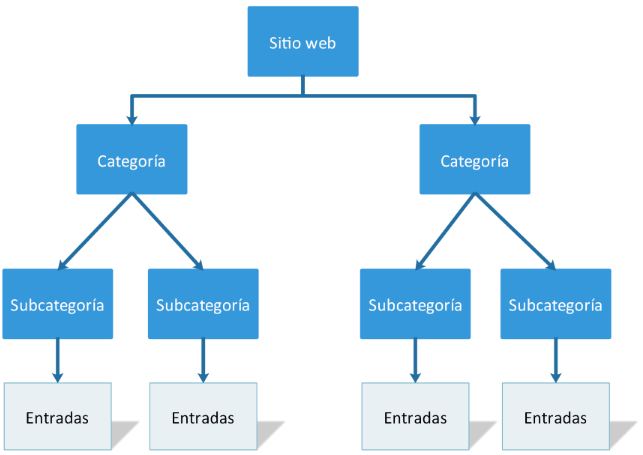 Sitio web
Categoría
Categoría
Subcategoría
Subcategoría
Subcategoría
Subcategoría
Entradas
Entradas
Entradas
Entradas